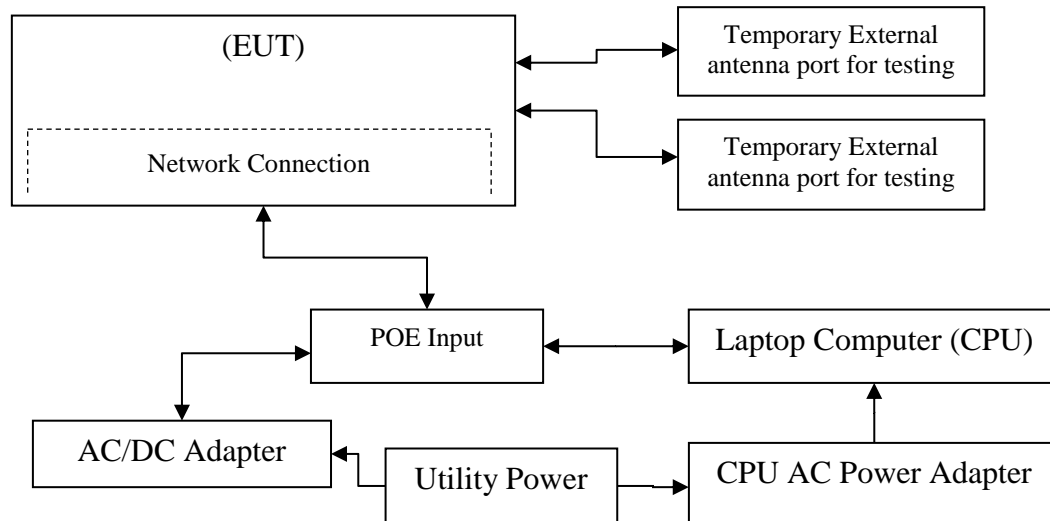 (EUT)
Temporary External
antenna port for testing
Network Connection
Temporary External
antenna port for testing
POE Input
Laptop Computer (CPU)
AC/DC Adapter
Utility Power
CPU AC Power Adapter